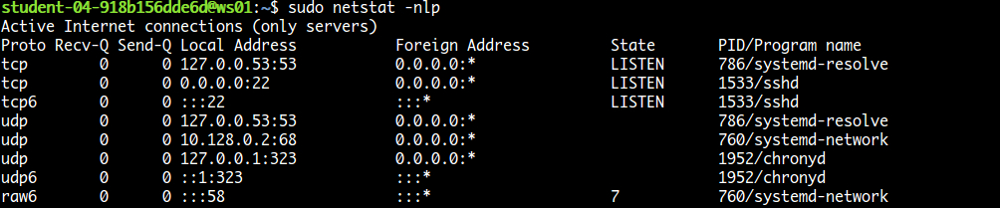 student-04-918b156dde6d@ws01:~$ sudo netstat -nlp
Active Internet connections (only servers)
Proto Recv-Q Send-Q Local Address           Foreign Address         State       PID/Program name
tcp        0      0 127.0.0.53:53           0.0.0.0:*               LISTEN      786/systemd-resolve
tcp        0      0 0.0.0.0:22              0.0.0.0:*               LISTEN      1533/sshd
tcp6       0      0 :::22                   :::*                    LISTEN      1533/sshd
udp        0      0 127.0.0.53:53           0.0.0.0:*                           786/systemd-resolve
udp        0      0 10.128.0.2:68           0.0.0.0:*                           760/systemd-network
udp        0      0 127.0.0.1:323           0.0.0.0:*                           1952/chronyd
udp6       0      0 ::1:323                 :::*                                1952/chronyd
raw6       0      0 :::58                   :::*                    7           760/systemd-network